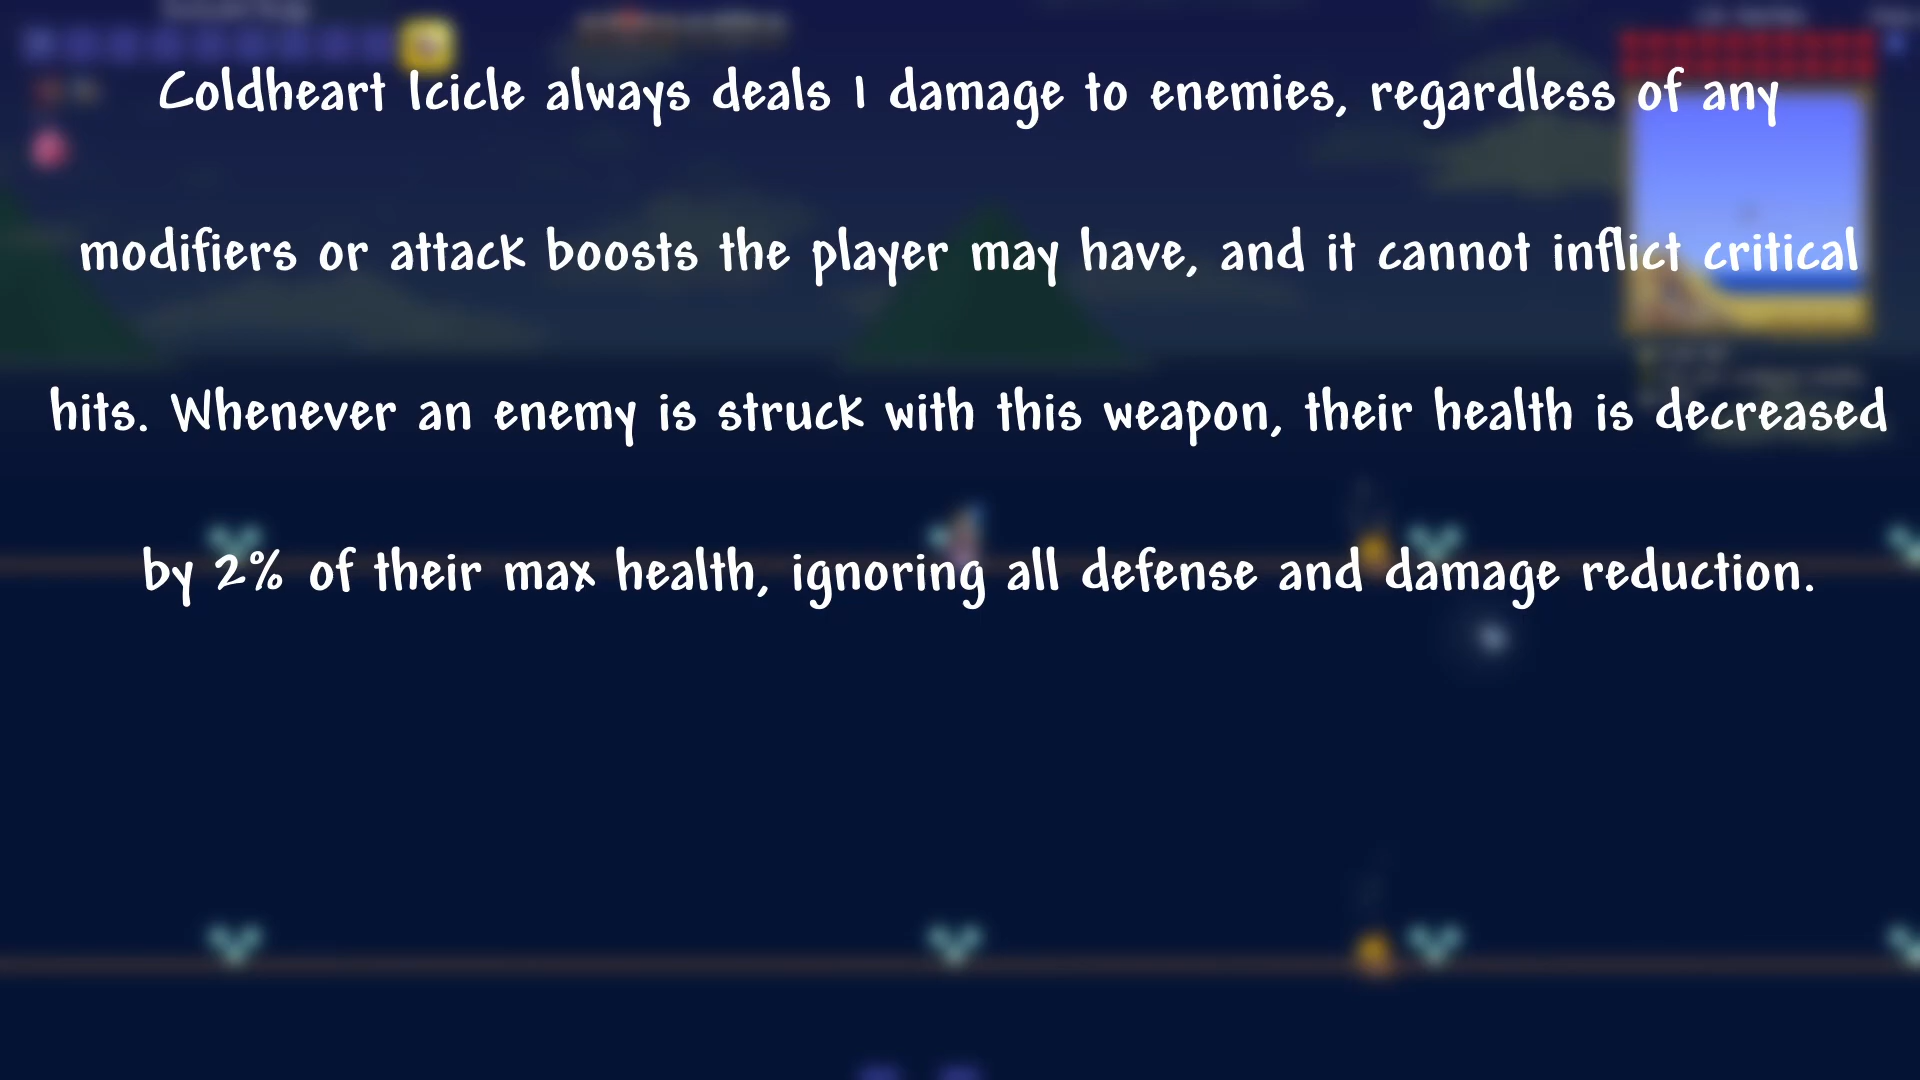 Coldheart Icicle always deals 1 damage to enemies, regardless of any
modifiers or attack boosts the player may have, and it cannot inflict critical
hits. Whenever an enemy is struck with this weapon, their health is decreased
by 2% of their max health, ignoring all defense and damage reduction.